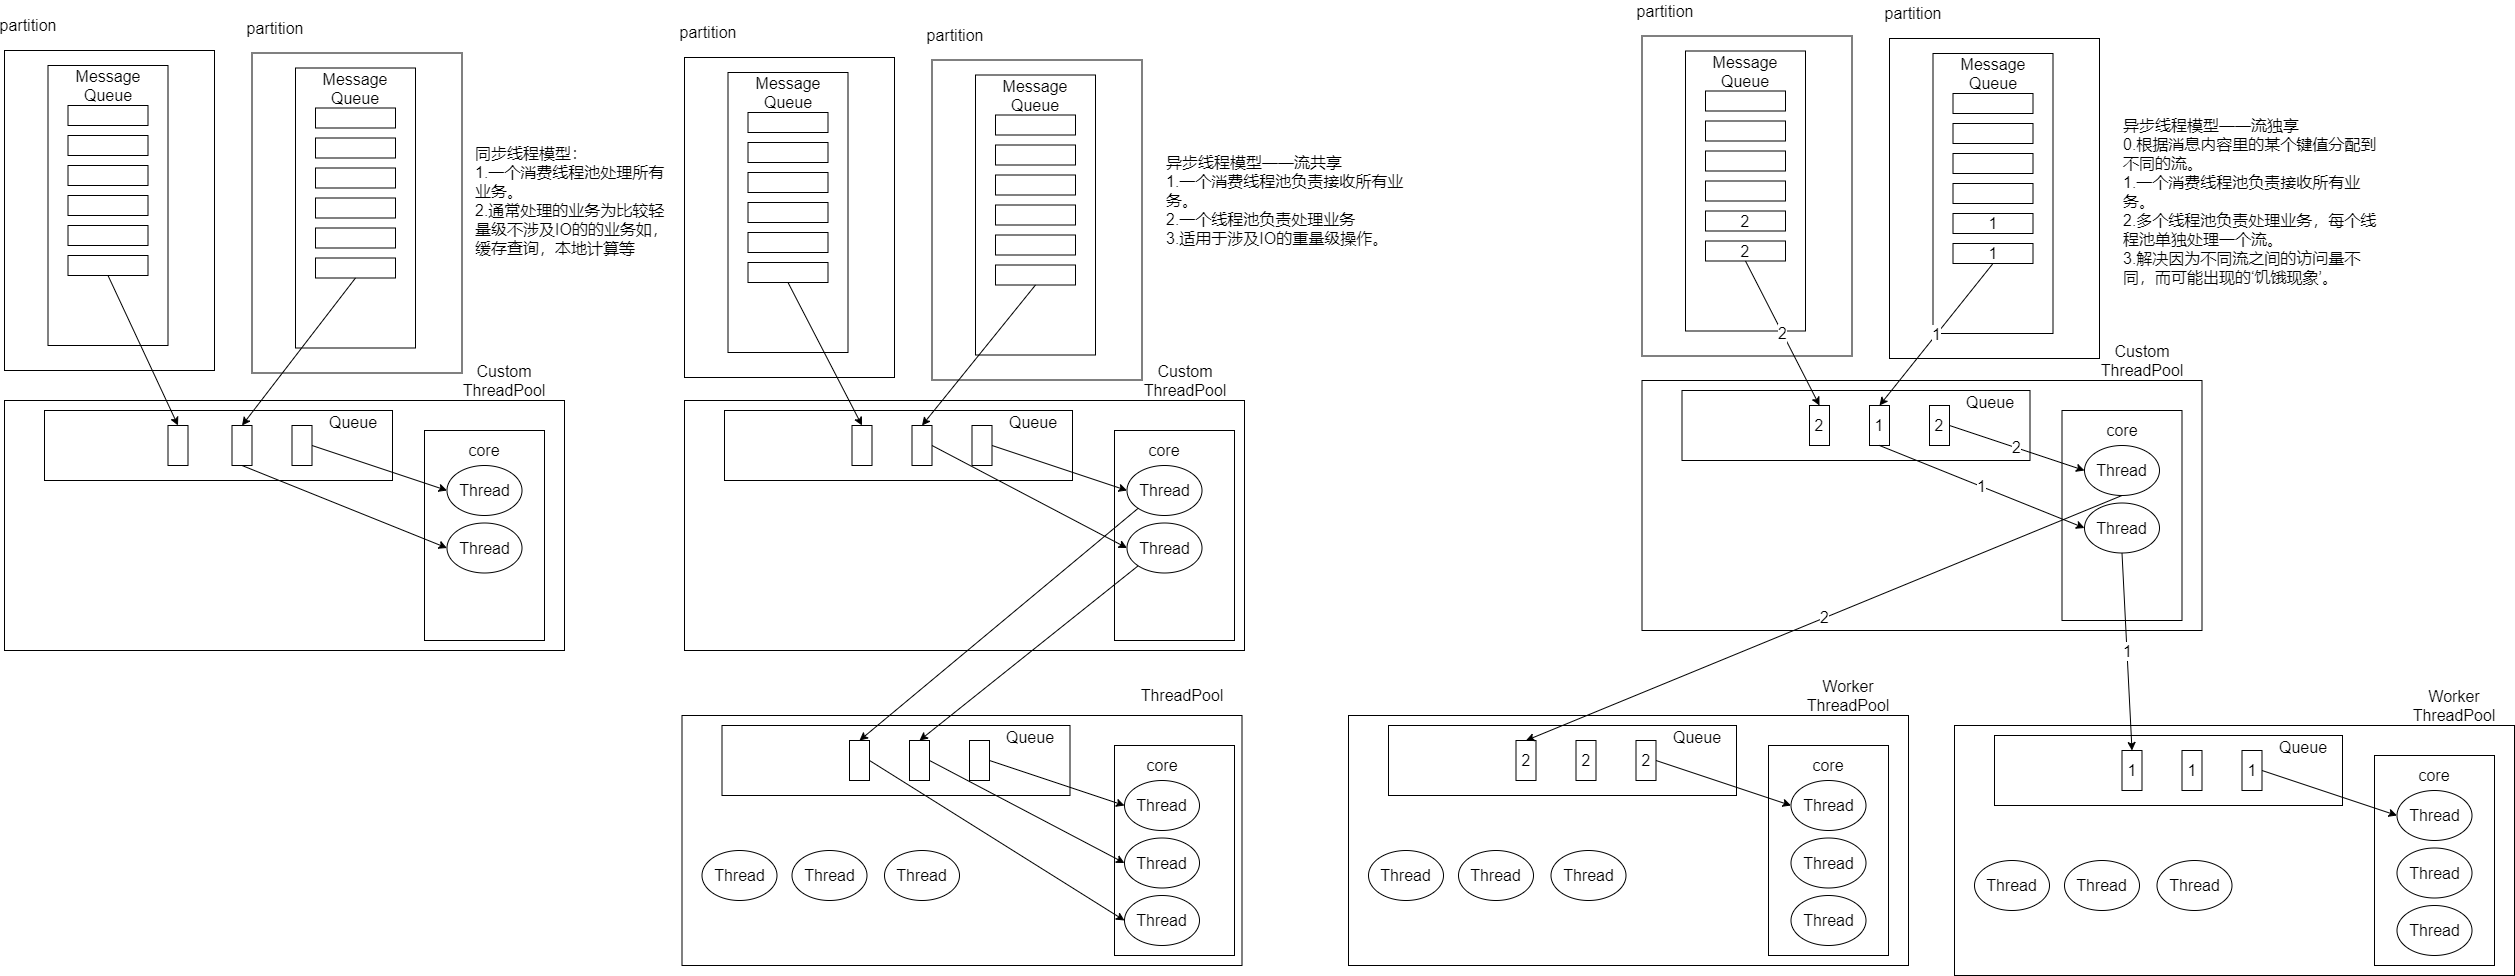 partition
Message
Queue
partition
Message
Queue
同步线程模型：
1.一个消费线程池处理所有
业务。
2.通常处理的业务为比较轻
量级不涉及IO的的业务如，
缓存查询，本地计算等
Custom
ThreadPool
Queue
core
Thread
Thread
partition
Message
Queue
partition
Message
Queue
异步线程模型——流共享
1.一个消费线程池负责接收所有业
务。
2.一个线程池负责处理业务
3.适用于涉及IO的重量级操作。
Custom
ThreadPool
Queue
core
Thread
Thread
ThreadPool
Queue
core
Thread
Thread
Thread
Thread
Thread
Thread
partition
Message
Queue
2
2
2
partition
Message
Queue
1
1
1
异步线程模型——流独享
0.根据消息内容里的某个键值分配到
不同的流。
1.一个消费线程池负责接收所有业
务。
2.多个线程池负责处理业务，每个线
程池单独处理一个流。
3.解决因为不同流之间的访问量不
同，而可能出现的‘饥饿现象’。
Custom
ThreadPool
Queue
2
1
2
2
1
core
Thread
Thread
2
1
Worker
ThreadPool
Queue
2
2
2
core
Thread
Thread
Thread
Thread
Thread
Thread
Worker
ThreadPool
Queue
1
1
1
core
Thread
Thread
Thread
Thread
Thread
Thread